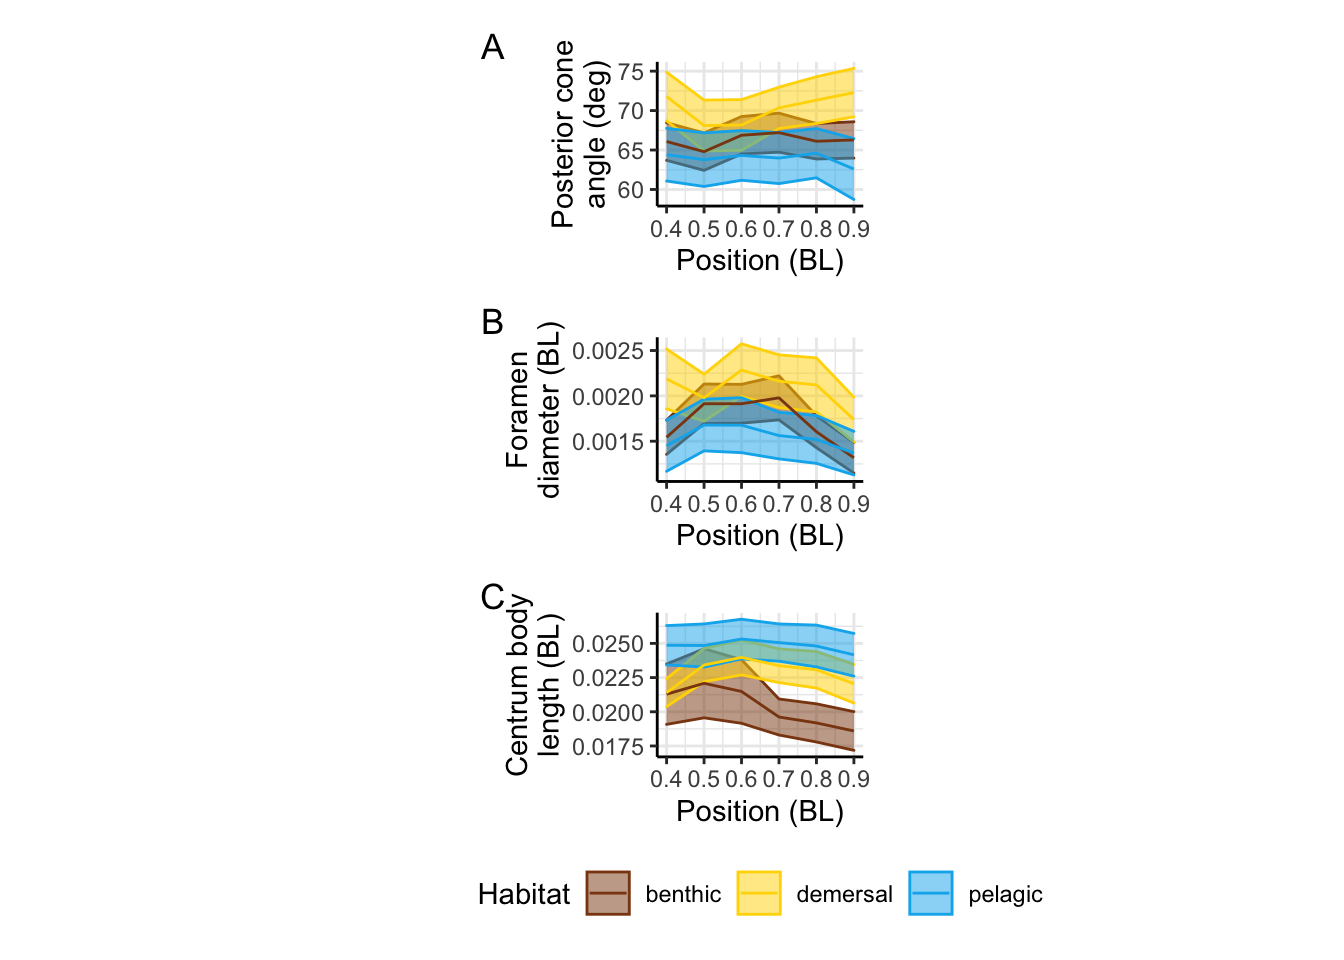 A
Posterior cone
angle (deg)
75
70
65
60
0.4 0.5 0.6 0.7 0.8 0.9
Position (BL)
B
Foramen
diameter (BL)
0.0025
0.0020
0.0015
0.4 0.5 0.6 0.7 0.8 0.9
Position (BL)
C
Centrum body
length (BL)
0.0250
0.0225
0.0200
0.0175
0.4 0.5 0.6 0.7 0.8 0.9
Position (BL)
Habitat benthic demersal pelagic